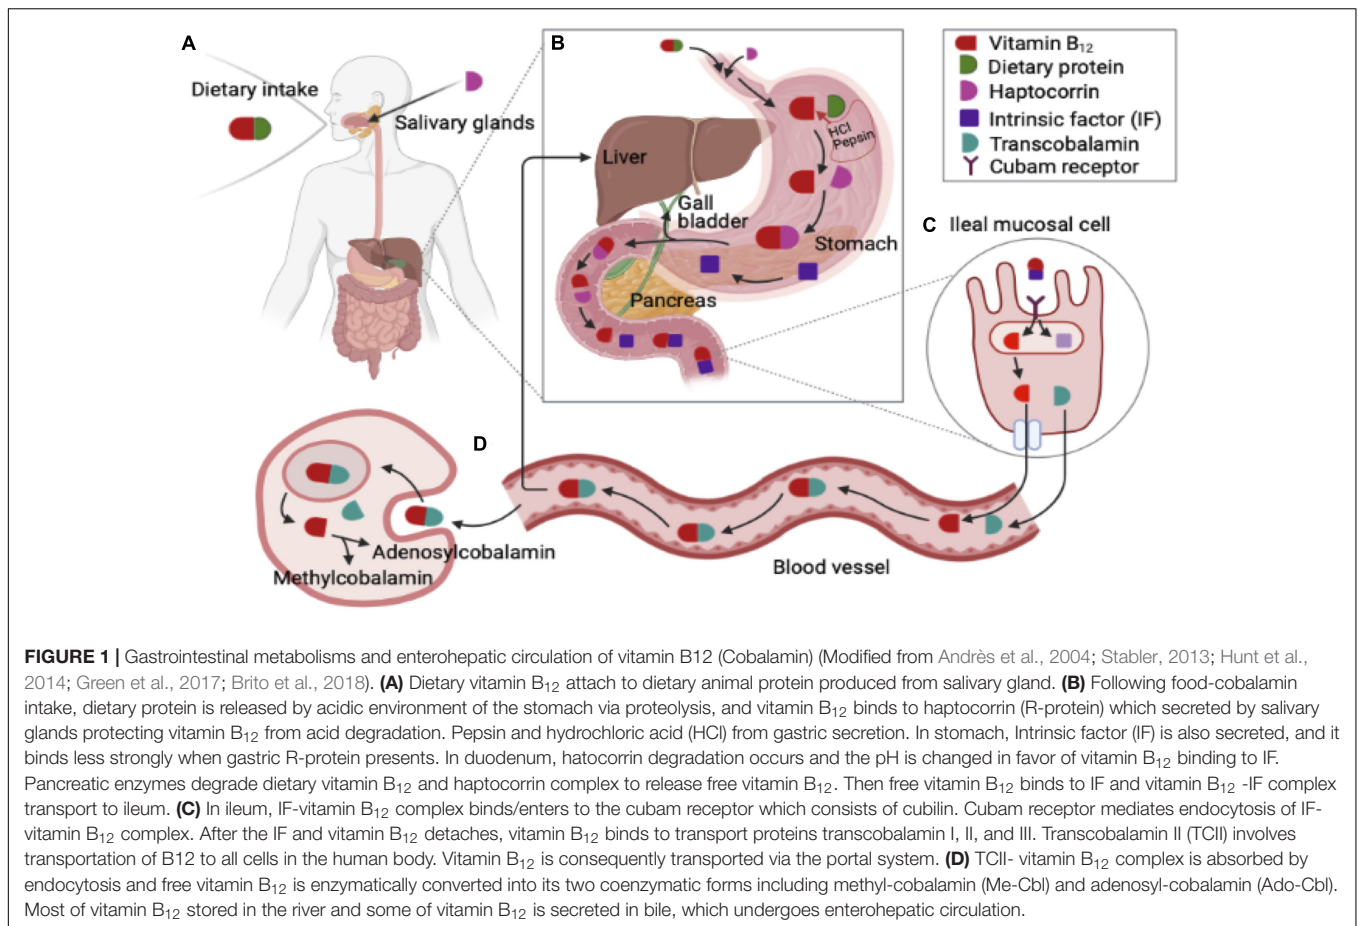 A
Dietary intake
Salivary glands
B
HCl
Pepsin
Liver
Gall
bladder
Stomach
Pancreas
Vitamin B₁₂
Dietary protein
Haptocorrin
Intrinsic factor (IF)
Transcobalamin
Cubam receptor
C Ileal mucosal cell
D
Adenosylcobalamin
Methylcobalamin
Blood vessel
FIGURE 1 | Gastrointestinal metabolisms and enterohepatic circulation of vitamin B12 (Cobalamin) (Modified from Andrès et al., 2004; Stabler, 2013; Hunt et al.,
2014; Green et al., 2017; Brito et al., 2018). (A) Dietary vitamin B₁₂ attach to dietary animal protein produced from salivary gland. (B) Following food-cobalamin
intake, dietary protein is released by acidic environment of the stomach via proteolysis, and vitamin B₁₂ binds to haptocorrin (R-protein) which secreted by salivary
glands protecting vitamin B₁₂ from acid degradation. Pepsin and hydrochloric acid (HCl) from gastric secretion. In stomach, Intrinsic factor (IF) is also secreted, and it
binds less strongly when gastric R-protein presents. In duodenum, hatocorrin degradation occurs and the pH is changed in favor of vitamin B₁₂ binding to IF.
Pancreatic enzymes degrade dietary vitamin B₁₂ and haptocorrin complex to release free vitamin B₁₂. Then free vitamin B₁₂ binds to IF and vitamin B₁₂ -IF complex
transport to ileum. (C) In ileum, IF-vitamin B₁₂ complex binds/enters to the cubam receptor which consists of cubilin. Cubam receptor mediates endocytosis of IF-
vitamin B₁₂ complex. After the IF and vitamin B₁₂ detaches, vitamin B₁₂ binds to transport proteins transcobalamin I, II, and III. Transcobalamin II (TCII) involves
transportation of B12 to all cells in the human body. Vitamin B₁₂ is consequently transported via the portal system. (D) TCII- vitamin B₁₂ complex is absorbed by
endocytosis and free vitamin B₁₂ is enzymatically converted into its two coenzymatic forms including methyl-cobalamin (Me-Cbl) and adenosyl-cobalamin (Ado-Cbl).
Most of vitamin B₁₂ stored in the river and some of vitamin B₁₂ is secreted in bile, which undergoes enterohepatic circulation.